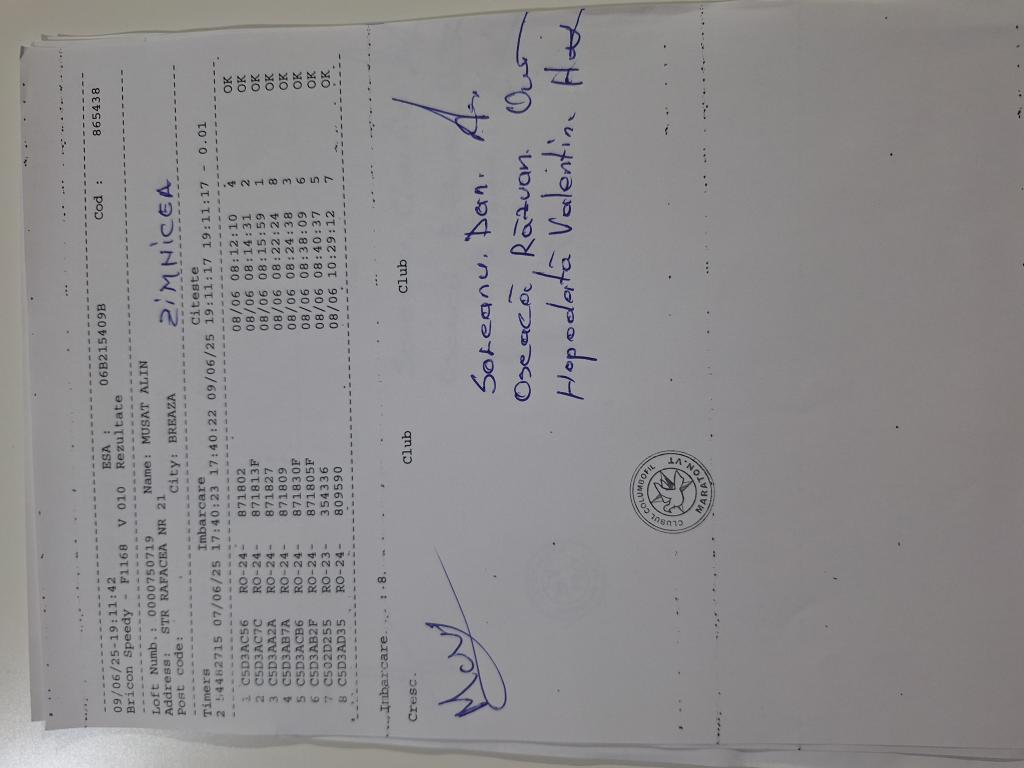 09/06/25-19:11:42 ESA : 06B215409B Cod : 865438
Bricon Speedy - F1168 V 010 Rezultate
Loft Numb.: 0000750719 Name: MUSAT ALIN
Address: STR RAFACEA NR 21
Post code: City: BREAZA ZIMNICEA
Timers Imbarcare Citeste
07/06/25 17:40:23 17:40:22 09/06/25 19:11:17 19:11:17 - 0.01
1 C5D3AC56 RO-24- 871802 08/06 08:12:10 4 OK
2 C5D3AC7C RO-24- 871813F 08/06 08:14:31 2 OK
3 C5D3AA2A RO-24- 871827 08/06 08:15:59 1 OK
4 C5D3AB7A RO-24- 871809 08/06 08:22:24 8 OK
5 C5D3ACB6 RO-24- 871830F 08/06 08:24:38 3 OK
6 C5D3AB2F RO-24- 871805F 08/06 08:38:09 6 OK
7 C502D255 RO-23- 354336 08/06 08:40:37 5 OK
8 C5D3AD35 RO-24- 809590 08/06 10:29:12 7 OK
Imbarcare : 8
Cresc. Club Club
Dan.
Răzvan.
Valentin.
CLUBUL COLUMBOFIL
MARATON-VT